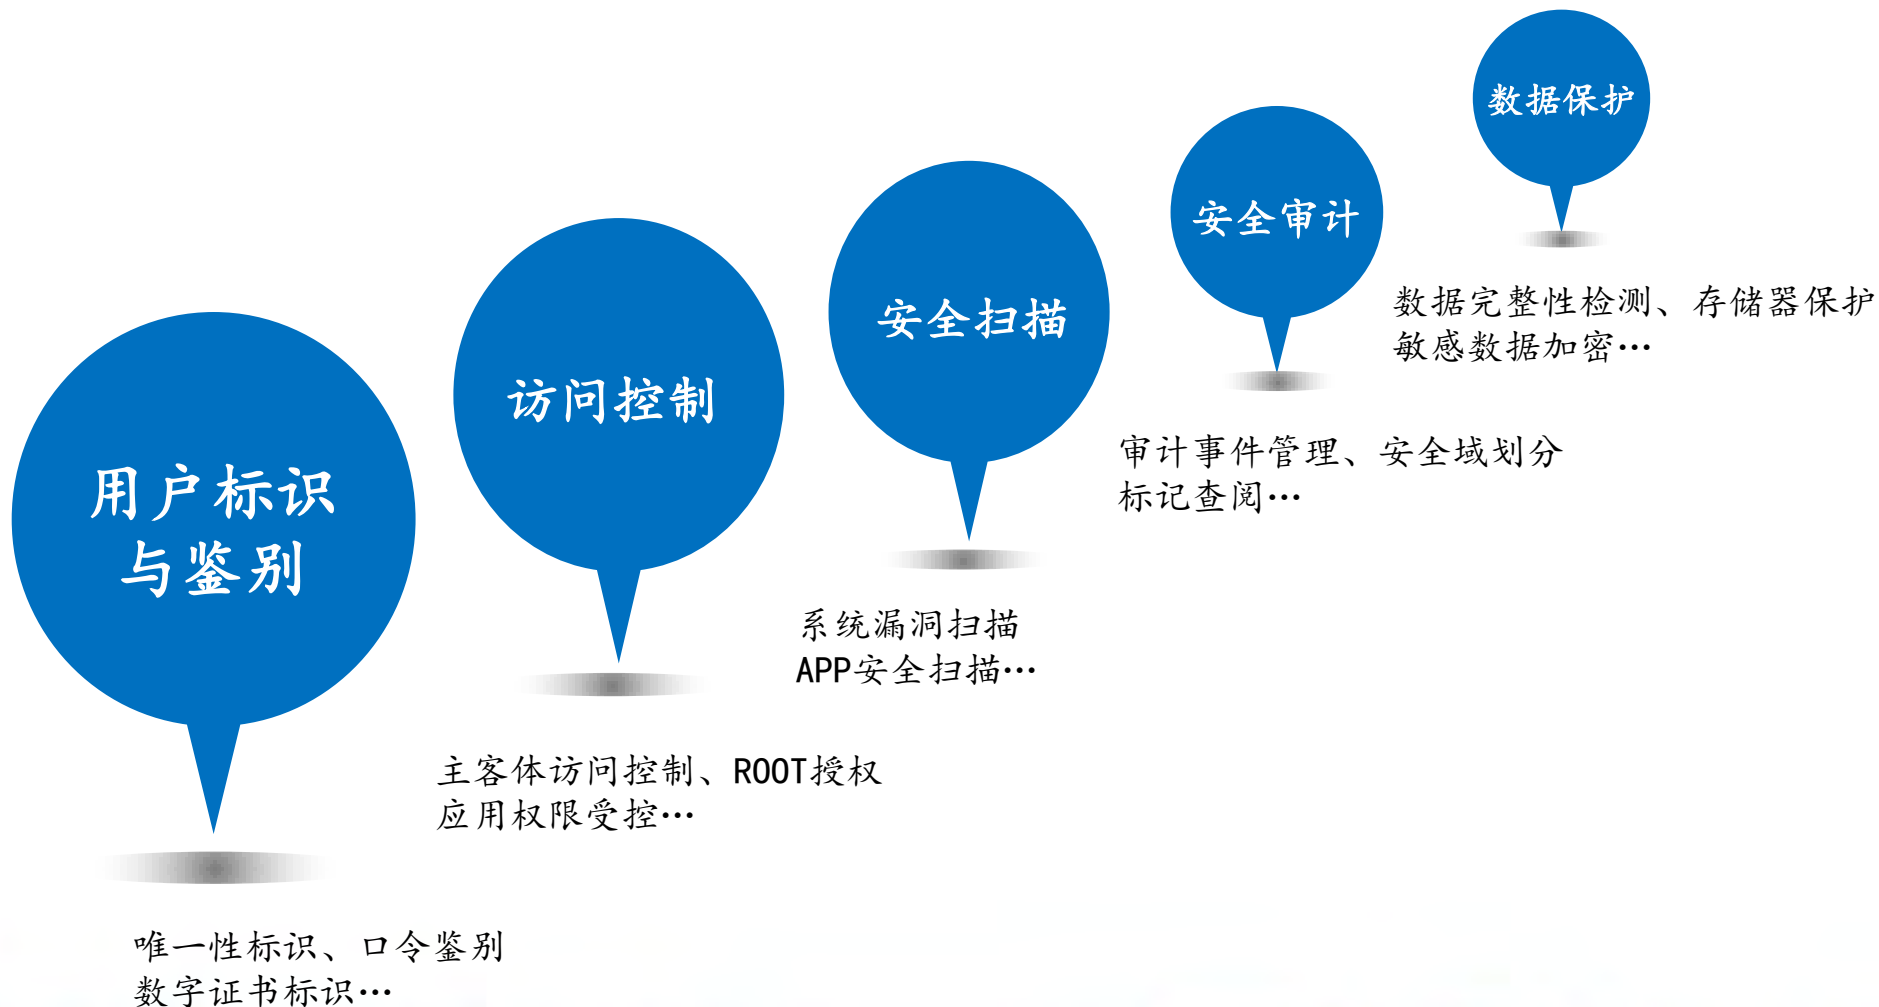 用户标识
与鉴别
唯一性标识、口令鉴别
数字证书标识…
访问控制
主客体访问控制、ROOT授权
应用权限受控…
安全扫描
系统漏洞扫描
APP安全扫描…
安全审计
审计事件管理、安全域划分
标记查阅…
数据保护
数据完整性检测、存储器保护
敏感数据加密…